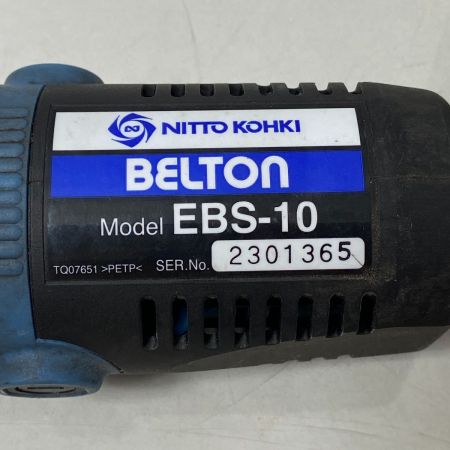 NITTO KOHKI
BELTON
Model EBS-10
TQ07651 >PETP< SER.No. 2301365